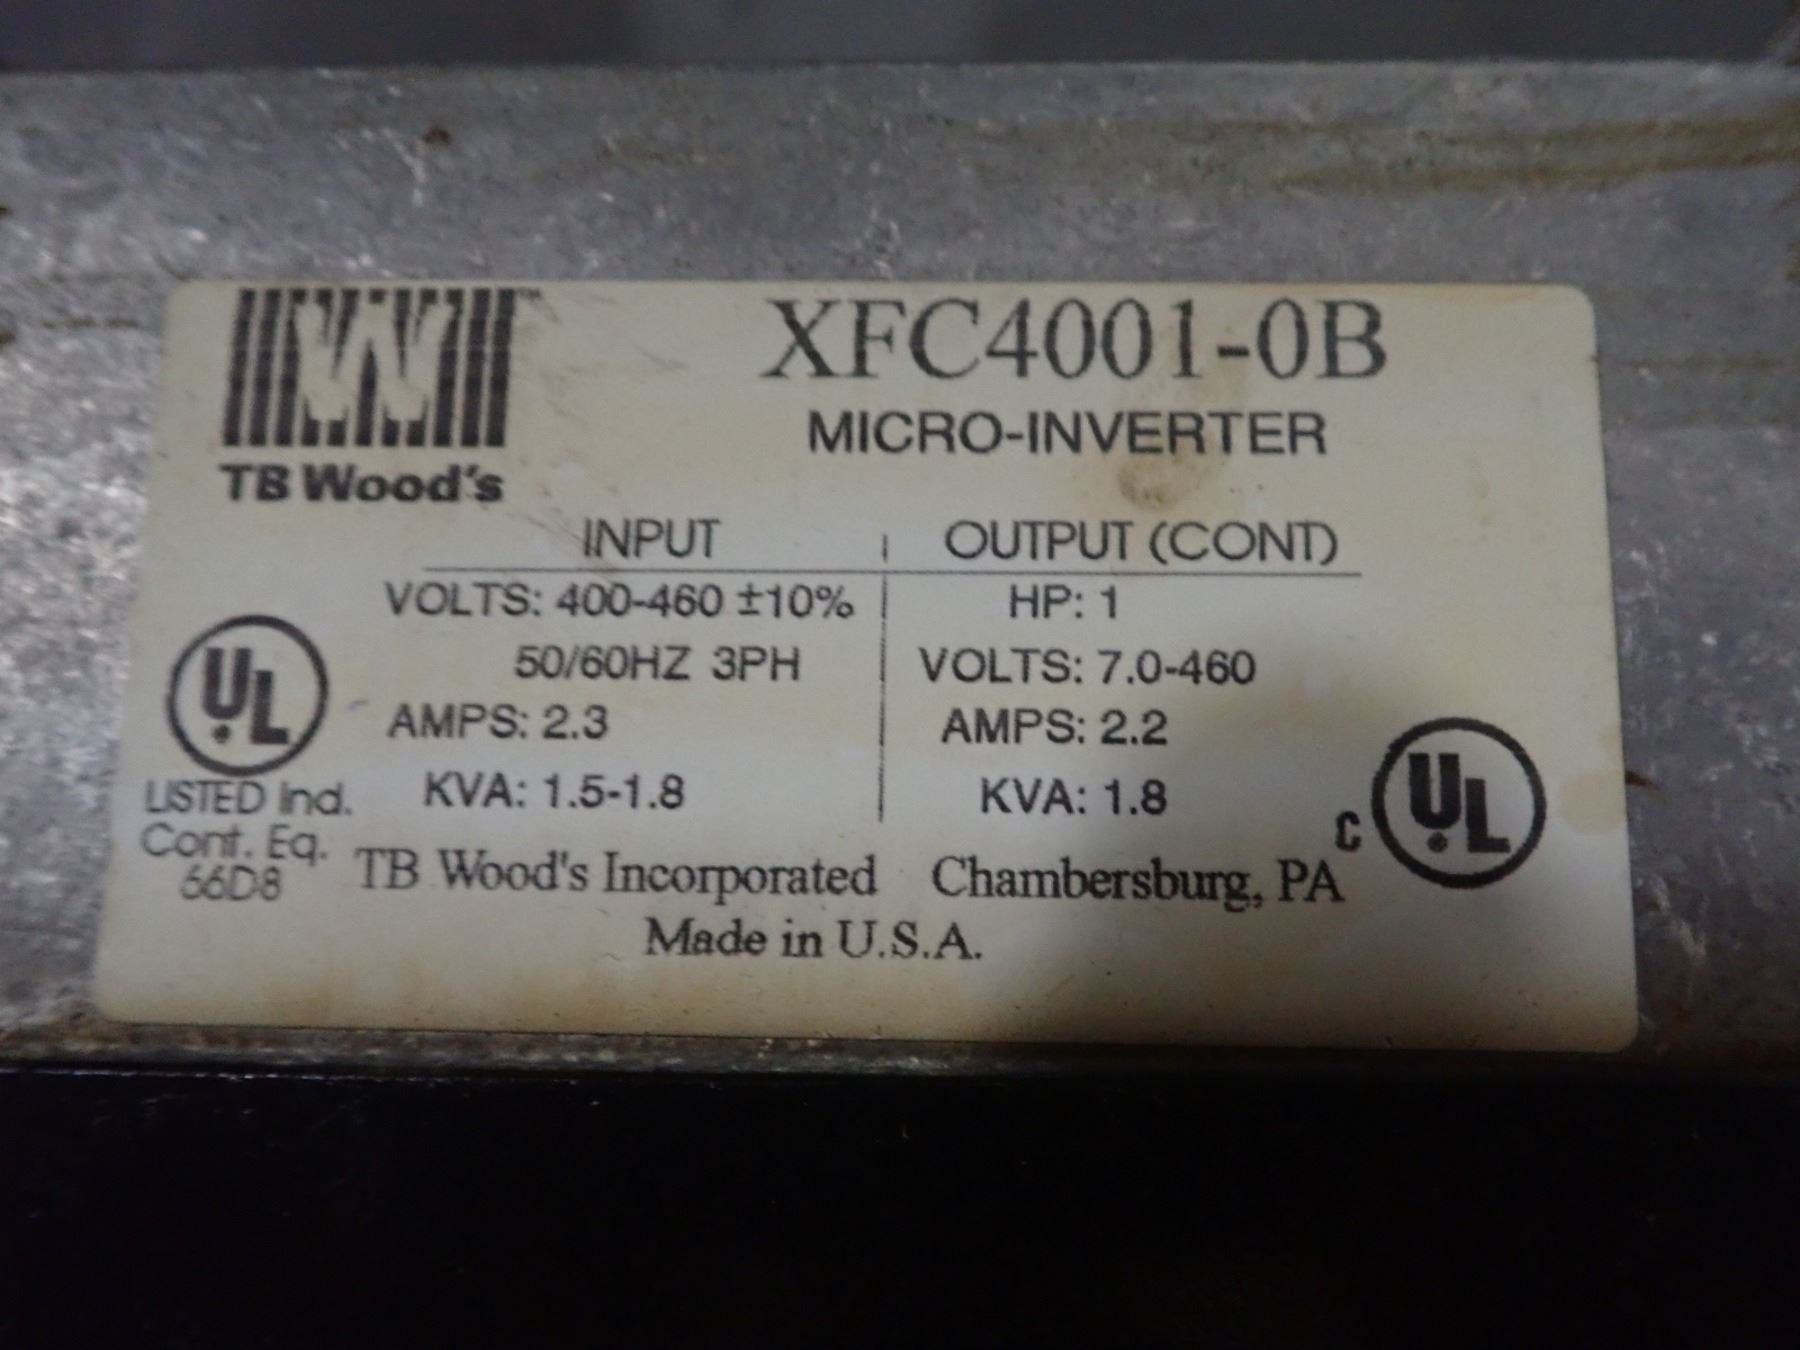 XFC4001-0B
MICRO-INVERTER
TB Wood's
INPUT
VOLTS: 400-460 ±10%
50/60HZ 3PH
AMPS: 2.3
KVA: 1.5-1.8
OUTPUT (CONT)
HP: 1
VOLTS: 7.0-460
AMPS: 2.2
KVA: 1.8
UL
LISTED Ind.
Cont. Eq.
66D8
C UL
TB Wood's Incorporated Chambersburg, PA
Made in U.S.A.